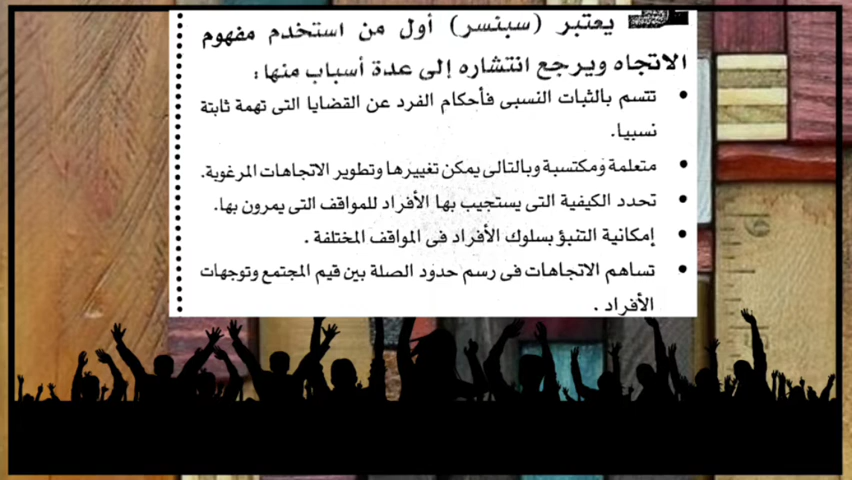 يعتبر (سبنسر) أول من استخدم مفهوم
الاتجاه ويرجع انتشاره إلى عدة أسباب منها:
• تتسم بالثبات النسبى فأحكام الفرد عن القضايا التى تهمة ثابتة
نسبيا.
• متعلمة ومكتسبة وبالتالى يمكن تغييرها وتطوير الاتجاهات المرغوبة.
• تحدد الكيفية التى يستجيب بها الأفراد للمواقف التى يمرون بها.
• إمكانية التنبؤ بسلوك الأفراد فى المواقف المختلفة .
• تساهم الاتجاهات فى رسم حدود الصلة بين قيم المجتمع وتوجهات
الأفراد .